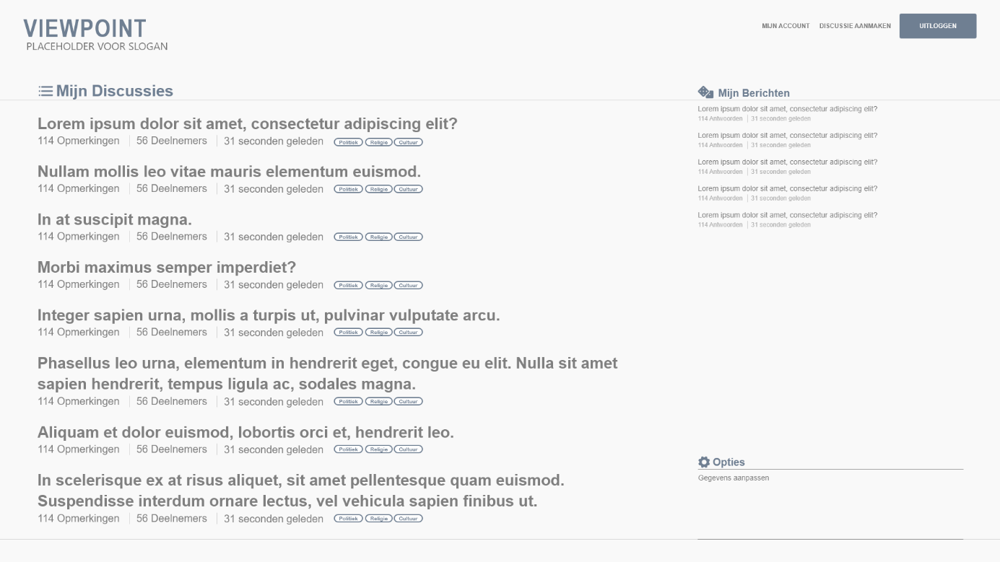 VIEWPOINT
PLACEHOLDER VOOR SLOGAN
MIJN ACCOUNT DISCUSSIE AANMAKEN UITLOGGEN
Mijn Discussies
Lorem ipsum dolor sit amet, consectetur adipiscing elit?
114 Opmerkingen 56 Deelnemers 31 seconden geleden Politiek Religie Cultuur
Nullam mollis leo vitae mauris elementum euismod.
114 Opmerkingen 56 Deelnemers 31 seconden geleden Politiek Religie Cultuur
In at suscipit magna.
114 Opmerkingen 56 Deelnemers 31 seconden geleden Politiek Religie Cultuur
Morbi maximus semper imperdiet?
114 Opmerkingen 56 Deelnemers 31 seconden geleden Politiek Religie Cultuur
Integer sapien urna, mollis a turpis ut, pulvinar vulputate arcu.
114 Opmerkingen 56 Deelnemers 31 seconden geleden Politiek Religie Cultuur
Phasellus leo urna, elementum in hendrerit eget, congue eu elit. Nulla sit amet
sapien hendrerit, tempus ligula ac, sodales magna.
114 Opmerkingen 56 Deelnemers 31 seconden geleden Politiek Religie Cultuur
Aliquam et dolor euismod, lobortis orci et, hendrerit leo.
114 Opmerkingen 56 Deelnemers 31 seconden geleden Politiek Religie Cultuur
In scelerisque ex at risus aliquet, sit amet pellentesque quam euismod.
Suspendisse interdum ornare lectus, vel vehicula sapien finibus ut.
114 Opmerkingen 56 Deelnemers 31 seconden geleden Politiek Religie Cultuur
Mijn Berichten
Lorem ipsum dolor sit amet, consectetur adipiscing elit?
114 Antwoorden 31 seconden geleden
Lorem ipsum dolor sit amet, consectetur adipiscing elit?
114 Antwoorden 31 seconden geleden
Lorem ipsum dolor sit amet, consectetur adipiscing elit?
114 Antwoorden 31 seconden geleden
Lorem ipsum dolor sit amet, consectetur adipiscing elit?
114 Antwoorden 31 seconden geleden
Lorem ipsum dolor sit amet, consectetur adipiscing elit?
114 Antwoorden 31 seconden geleden
Opties
Gegevens aanpassen